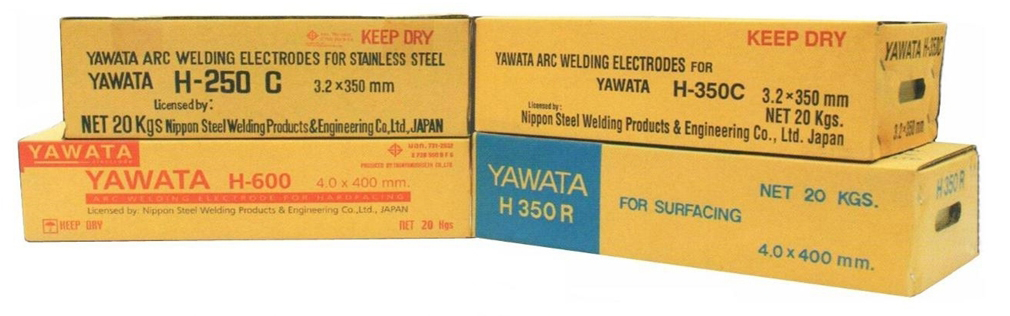 KEEP DRY
YAWATA ARC WELDING ELECTRODES FOR STAINLESS STEEL
YAWATA H-250 C 3.2×350 mm
Licensed by:
NET 20 KGS Nippon Steel Welding Products & Engineering Co,Ltd, JAPAN
KEEP DRY
YAWATA ARC WELDING ELECTRODES FOR
YAWATA H-350C 3.2×350 mm
Licensed by:
NET 20 Kgs.
Nippon Steel Welding Products & Engineering Co., Ltd. Japan
YAWATA H-350C
3.2×350 mm
YAWATA
YAWATA H-600 4.0 x 400 mm.
ARC WELDING ELECTRODE FOR HARDFACING
Licensed by: Nippon Steel Welding Products & Engineering Co.,Ltd., JAPAN
KEEP DRY NET 20 Kgs
YAWATA
H 350 R
FOR SURFACING
NET 20 KGS.
4.0 x 400 mm.
H 350 R